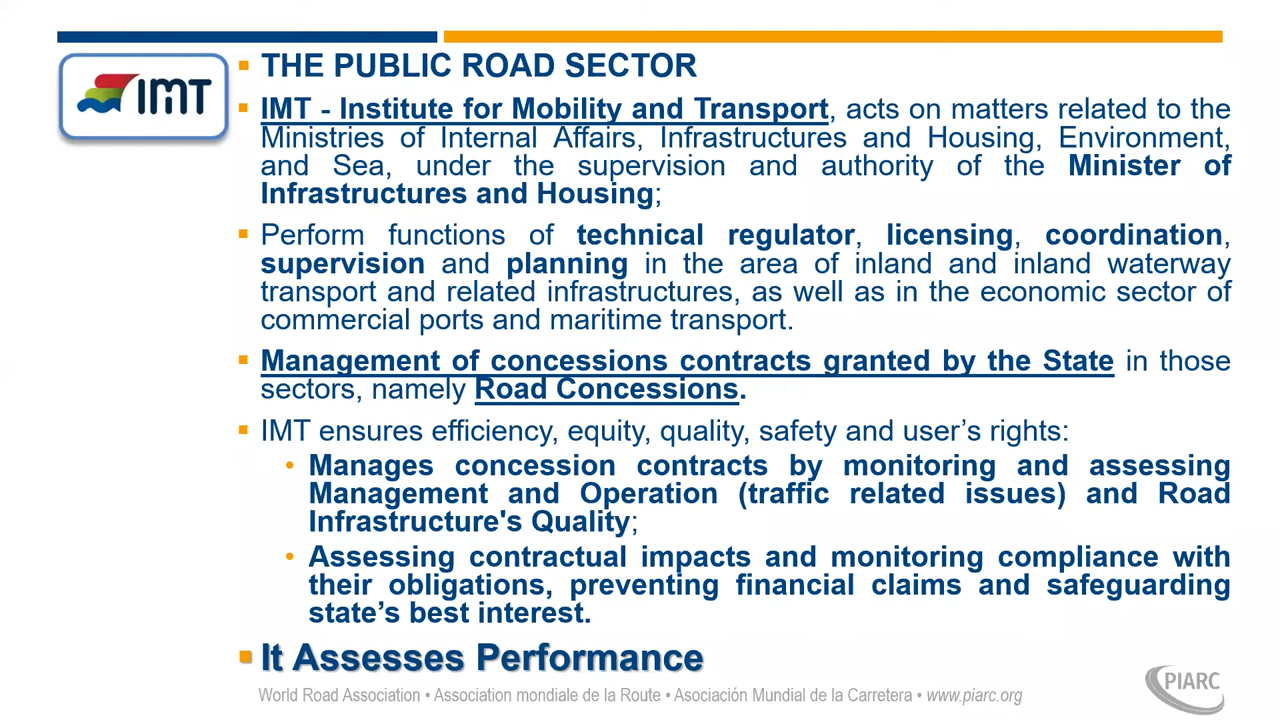 IMT
THE PUBLIC ROAD SECTOR
IMT - Institute for Mobility and Transport, acts on matters related to the
Ministries of Internal Affairs, Infrastructures and Housing, Environment,
and Sea, under the supervision and authority of the Minister of
Infrastructures and Housing;
Perform functions of technical regulator, licensing, coordination,
supervision and planning in the area of inland and inland waterway
transport and related infrastructures, as well as in the economic sector of
commercial ports and maritime transport.
Management of concessions contracts granted by the State in those
sectors, namely Road Concessions.
IMT ensures efficiency, equity, quality, safety and user’s rights:
Manages concession contracts by monitoring and assessing
Management and Operation (traffic related issues) and Road
Infrastructure's Quality;
Assessing contractual impacts and monitoring compliance with
their obligations, preventing financial claims and safeguarding
state’s best interest.
It Assesses Performance
World Road Association • Association mondiale de la Route • Asociación Mundial de la Carretera • www.piarc.org
PIARC